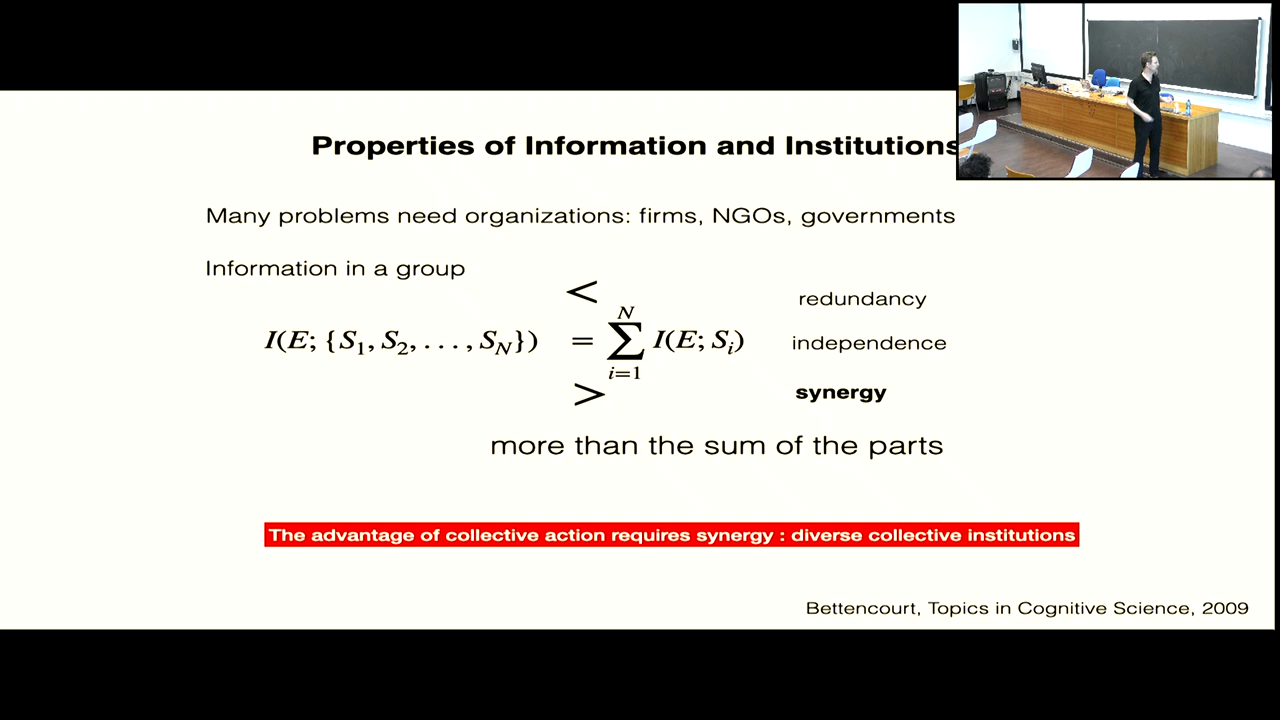 Properties of Information and Institutions
Many problems need organizations: firms, NGOs, governments
Information in a group
< redundancy
I(E; {S₁, S₂, . . . , S_N}) = ∑_{i=1}^{N} I(E; S_i) independence
> synergy
more than the sum of the parts
The advantage of collective action requires synergy : diverse collective institutions
Bettencourt, Topics in Cognitive Science, 2009